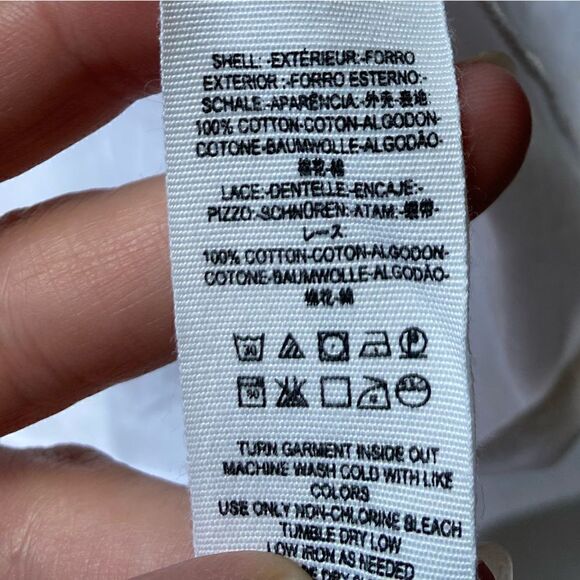 SHELL:-EXTÉRIEUR:-FORRO
EXTERIOR:-FORRO ESTERNO:-
SCHALE:-APARÊNCIA:-外壳:-表地
100% COTTON-COTON-ALGODON-
COTONE-BAUMWOLLE-ALGODÃO-
棉花-綿
LACE:-DENTELLE-ENCAJE:-
PIZZO:-SCHNÜREN:-ATAM:-
レース
100% COTTON-COTON-ALGODON-
COTONE-BAUMWOLLE-ALGODÃO-
棉花-綿
30 P
30
TURN GARMENT INSIDE OUT
MACHINE WASH COLD WITH LIKE
COLORS
USE ONLY NON-CHLORINE BLEACH
TUMBLE DRY LOW
LOW IRON AS NEEDED